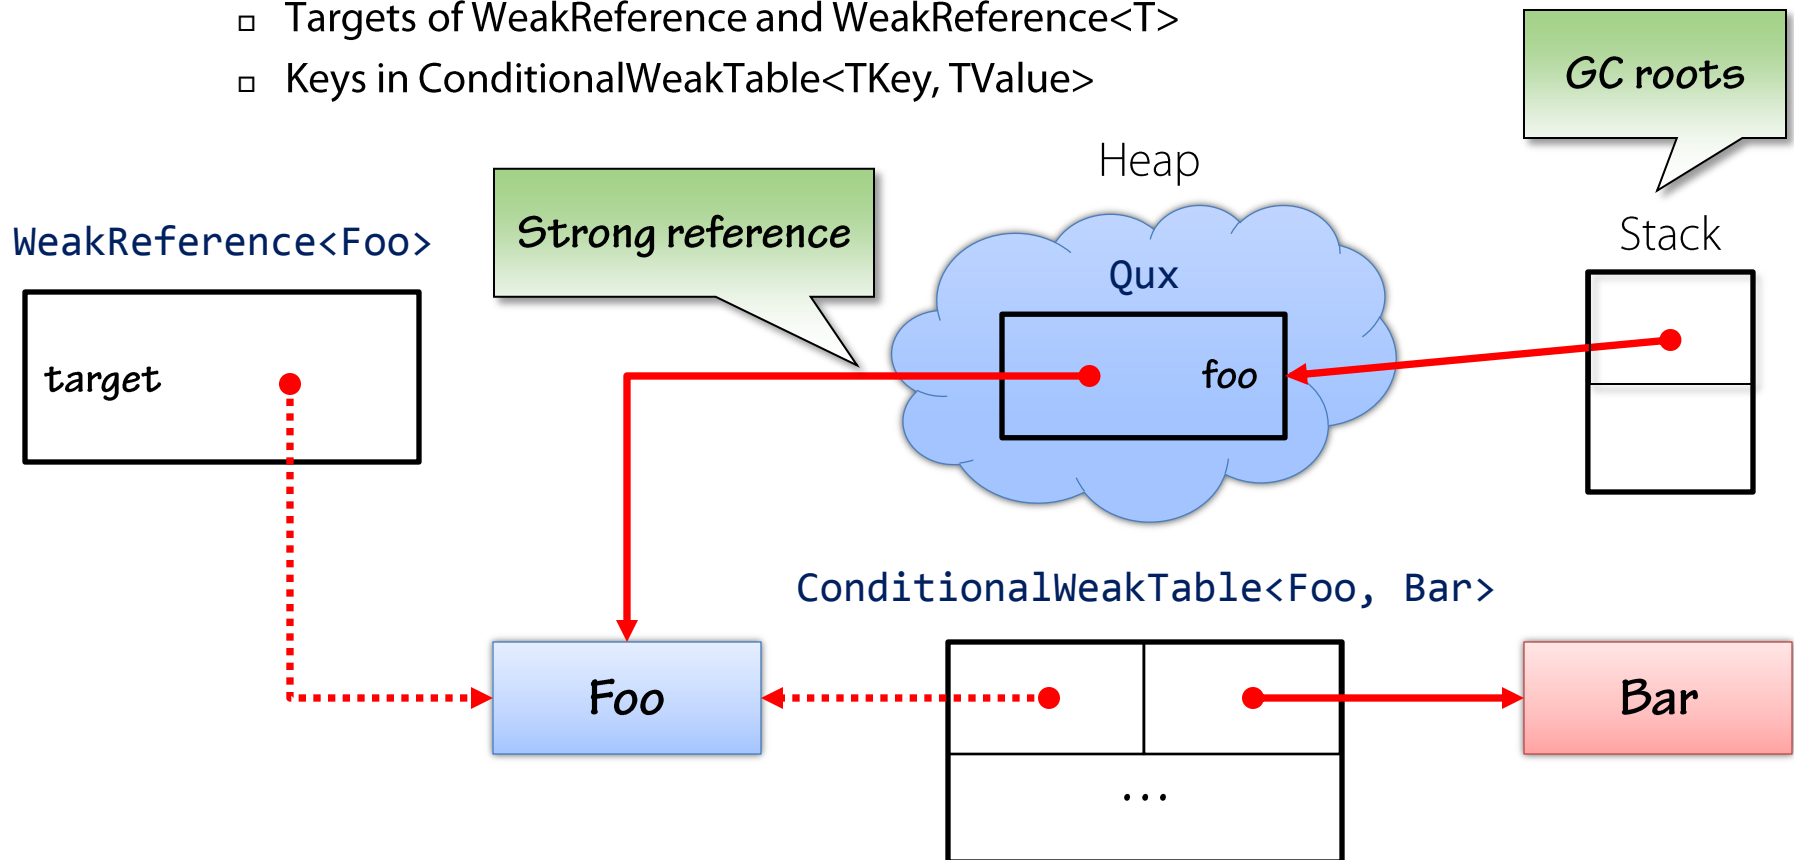 Targets of WeakReference and WeakReference<T>
Keys in ConditionalWeakTable<TKey, TValue>
GC roots
Heap
Strong reference
Stack
WeakReference<Foo>
Qux
target
foo
ConditionalWeakTable<Foo, Bar>
Foo
Bar
...